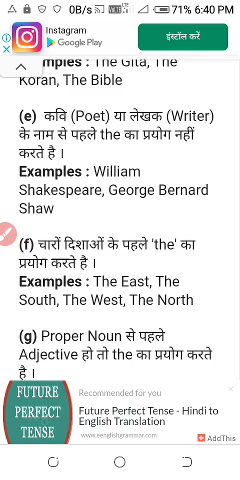 0B/s 71% 6:40 PM
Instagram
Google Play
इंस्टॉल करें
mples : The Gita, The
Koran, The Bible
(e) कवि (Poet) या लेखक (Writer)
के नाम से पहले the का प्रयोग नहीं
करते है ।
Examples : William
Shakespeare, George Bernard
Shaw
(f) चारों दिशाओं के पहले 'the' का
प्रयोग करते है ।
Examples : The East, The
South, The West, The North
(g) Proper Noun से पहले
Adjective हो तो the का प्रयोग करते
है ।
FUTURE
PERFECT
TENSE
Recommended for you
Future Perfect Tense - Hindi to
English Translation
www.eenglishgrammar.com
AddThis